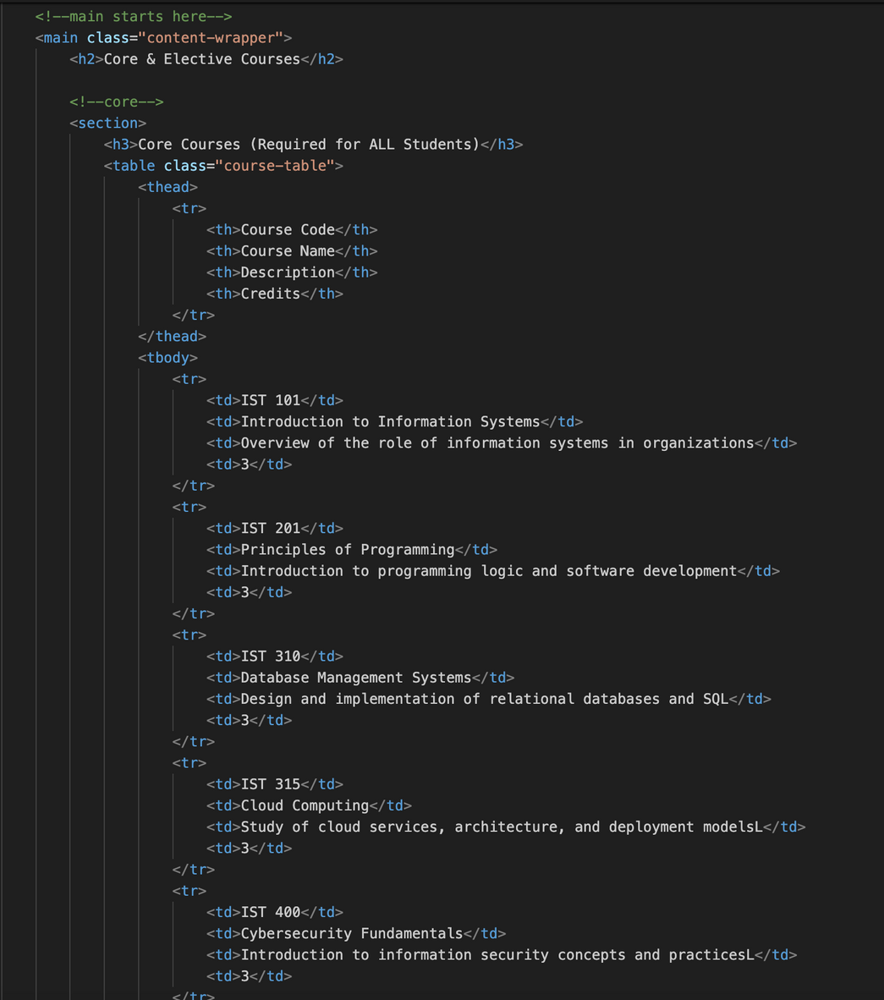 <!--main starts here-->
<main class="content-wrapper">
<h2>Core & Elective Courses</h2>
<!--core-->
<section>
<h3>Core Courses (Required for ALL Students)</h3>
<table class="course-table">
<thead>
<tr>
<th>Course Code</th>
<th>Course Name</th>
<th>Description</th>
<th>Credits</th>
</tr>
</thead>
<tbody>
<tr>
<td>IST 101</td>
<td>Introduction to Information Systems</td>
<td>Overview of the role of information systems in organizations</td>
<td>3</td>
</tr>
<tr>
<td>IST 201</td>
<td>Principles of Programming</td>
<td>Introduction to programming logic and software development</td>
<td>3</td>
</tr>
<tr>
<td>IST 310</td>
<td>Database Management Systems</td>
<td>Design and implementation of relational databases and SQL</td>
<td>3</td>
</tr>
<tr>
<td>IST 315</td>
<td>Cloud Computing</td>
<td>Study of cloud services, architecture, and deployment modelsL</td>
<td>3</td>
</tr>
<tr>
<td>IST 400</td>
<td>Cybersecurity Fundamentals</td>
<td>Introduction to information security concepts and practicesL</td>
<td>3</td>
</tr>